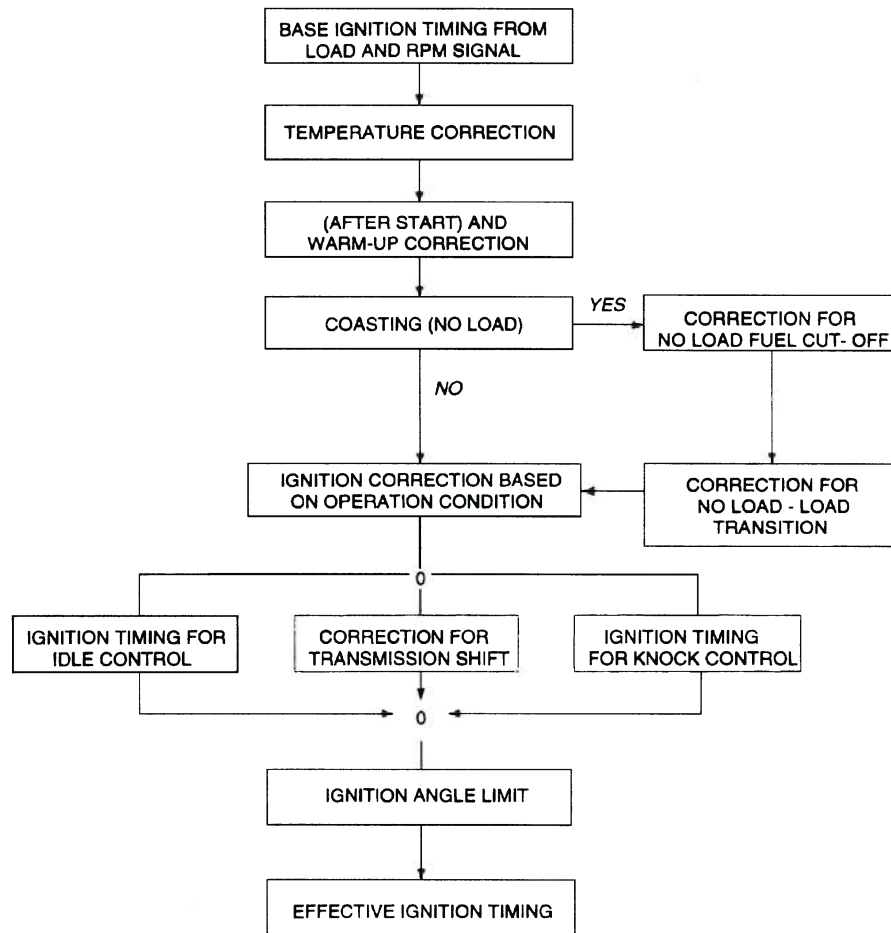 BASE IGNITION TIMING FROM
LOAD AND RPM SIGNAL
TEMPERATURE CORRECTION
(AFTER START) AND
WARM-UP CORRECTION
COASTING (NO LOAD)
YES
CORRECTION FOR
NO LOAD FUEL CUT- OFF
NO
IGNITION CORRECTION BASED
ON OPERATION CONDITION
CORRECTION FOR
NO LOAD - LOAD
TRANSITION
0
IGNITION TIMING FOR
IDLE CONTROL
CORRECTION FOR
TRANSMISSION SHIFT
IGNITION TIMING
FOR KNOCK CONTROL
0
IGNITION ANGLE LIMIT
EFFECTIVE IGNITION TIMING